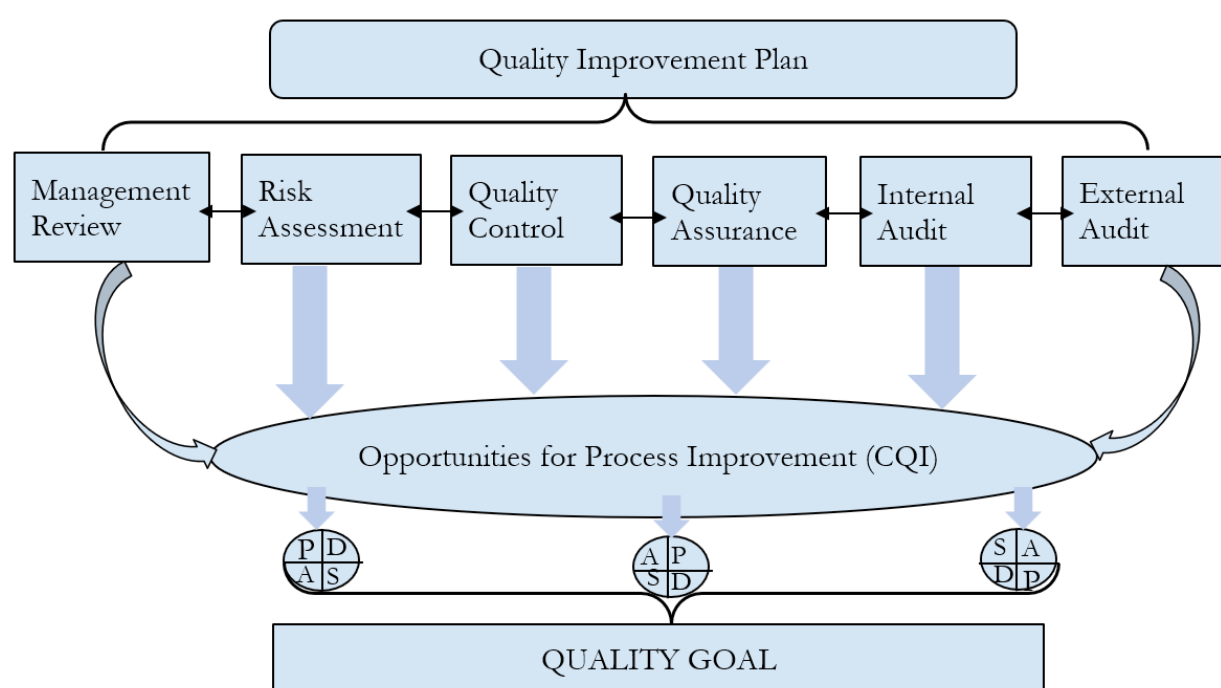 Quality Improvement Plan
Management
Review
Risk
Assessment
Quality
Control
Quality
Assurance
Internal
Audit
External
Audit
Opportunities for Process Improvement (CQI)
P D
A S
A P
S D
S A
D P
QUALITY GOAL